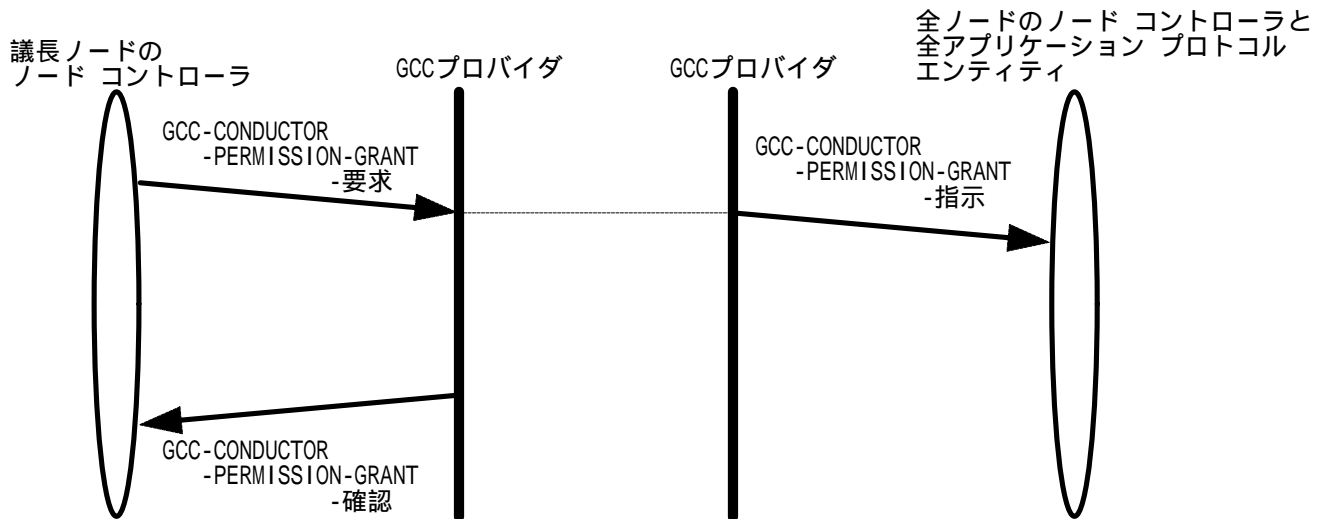 議長ノードの
ノード コントローラ
GCCプロバイダ
GCCプロバイダ
全ノードのノード コントローラと
全アプリケーション プロトコル
エンティティ
GCC-CONDUCTOR
-PERMISSION-GRANT
-要求
GCC-CONDUCTOR
-PERMISSION-GRANT
-指示
GCC-CONDUCTOR
-PERMISSION-GRANT
-確認